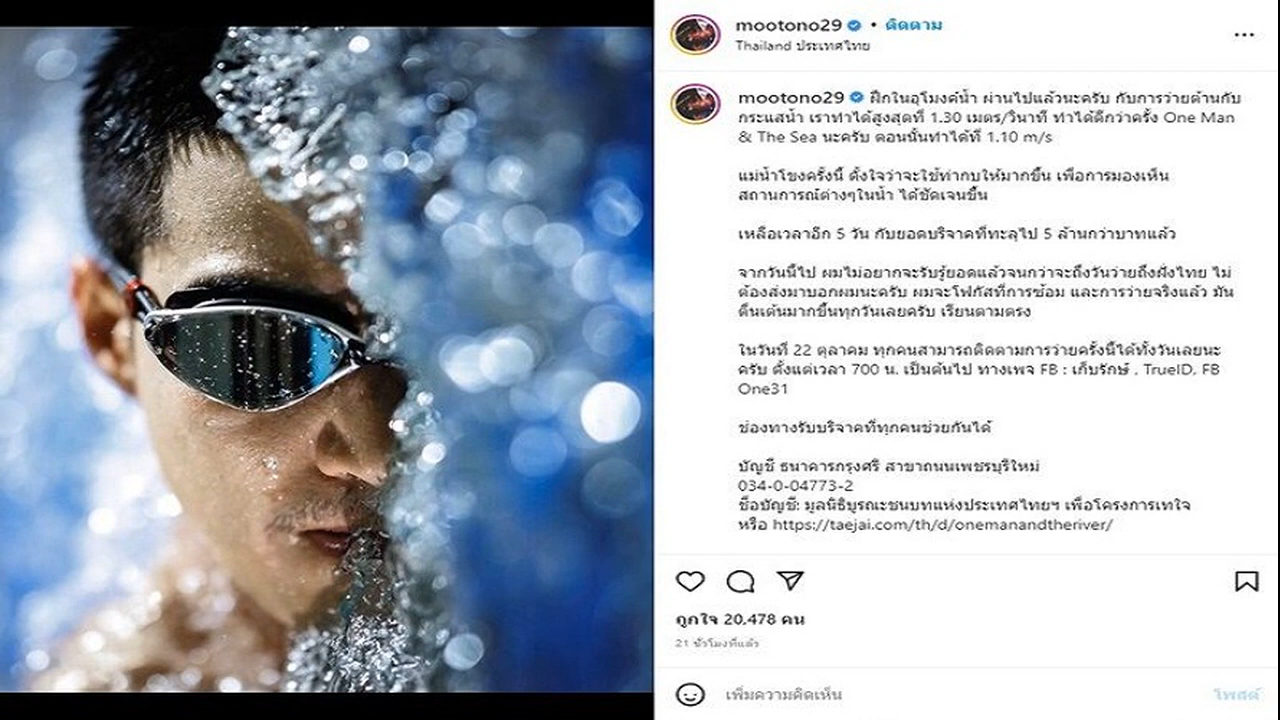 mootono29 • ติดตาม
Thailand ประเทศไทย
mootono29 ฝึกในอุโมงค์น้ำ ผ่านไปแล้วนะครับ กับการว่ายต้านกับ
กระแสน้ำ เราทำได้สูงสุดที่ 1.30 เมตร/วินาที ทำได้ดีกว่าครั้ง One Man
& The Sea นะครับ ตอนนั้นทำได้ที่ 1.10 m/s
แม่น้ำโขงครั้งนี้ ตั้งใจว่าจะใช้ท่ากบให้มากขึ้น เพื่อการมองเห็น
สถานการณ์ต่างๆในน้ำ ได้ชัดเจนขึ้น
เหลือเวลาอีก 5 วัน กับยอดบริจาคที่ทะลุไป 5 ล้านกว่าบาทแล้ว
จากวันนี้ไป ผมไม่อยากจะรับรู้ยอดแล้วจนกว่าจะถึงวันว่ายถึงฝั่งไทย ไม่
ต้องส่งมาบอกผมนะครับ ผมจะโฟกัสที่การซ้อม และการว่ายจริงแล้ว มัน
ตื่นเต้นมากขึ้นทุกวันเลยครับ เรียนตามตรง
ในวันที่ 22 ตุลาคม ทุกคนสามารถติดตามการว่ายครั้งนี้ได้ทั้งวันเลยนะ
ครับ ตั้งแต่เวลา 700 น. เป็นต้นไป ทางเพจ FB : เก็บรักษ์ , TrueID, FB
One31
ช่องทางรับบริจาคที่ทุกคนช่วยกันได้
บัญชี ธนาคารกรุงศรี สาขาถนนเพชรบุรีใหม่
034-0-04773-2
ชื่อบัญชี: มูลนิธิบูรณะชนบทแห่งประเทศไทยฯ เพื่อโครงการเทใจ
หรือ https://taejai.com/th/d/onemanandtheriver/
ถูกใจ 20,478 คน
21 ชั่วโมงที่แล้ว
เพิ่มความคิดเห็น
โพสต์